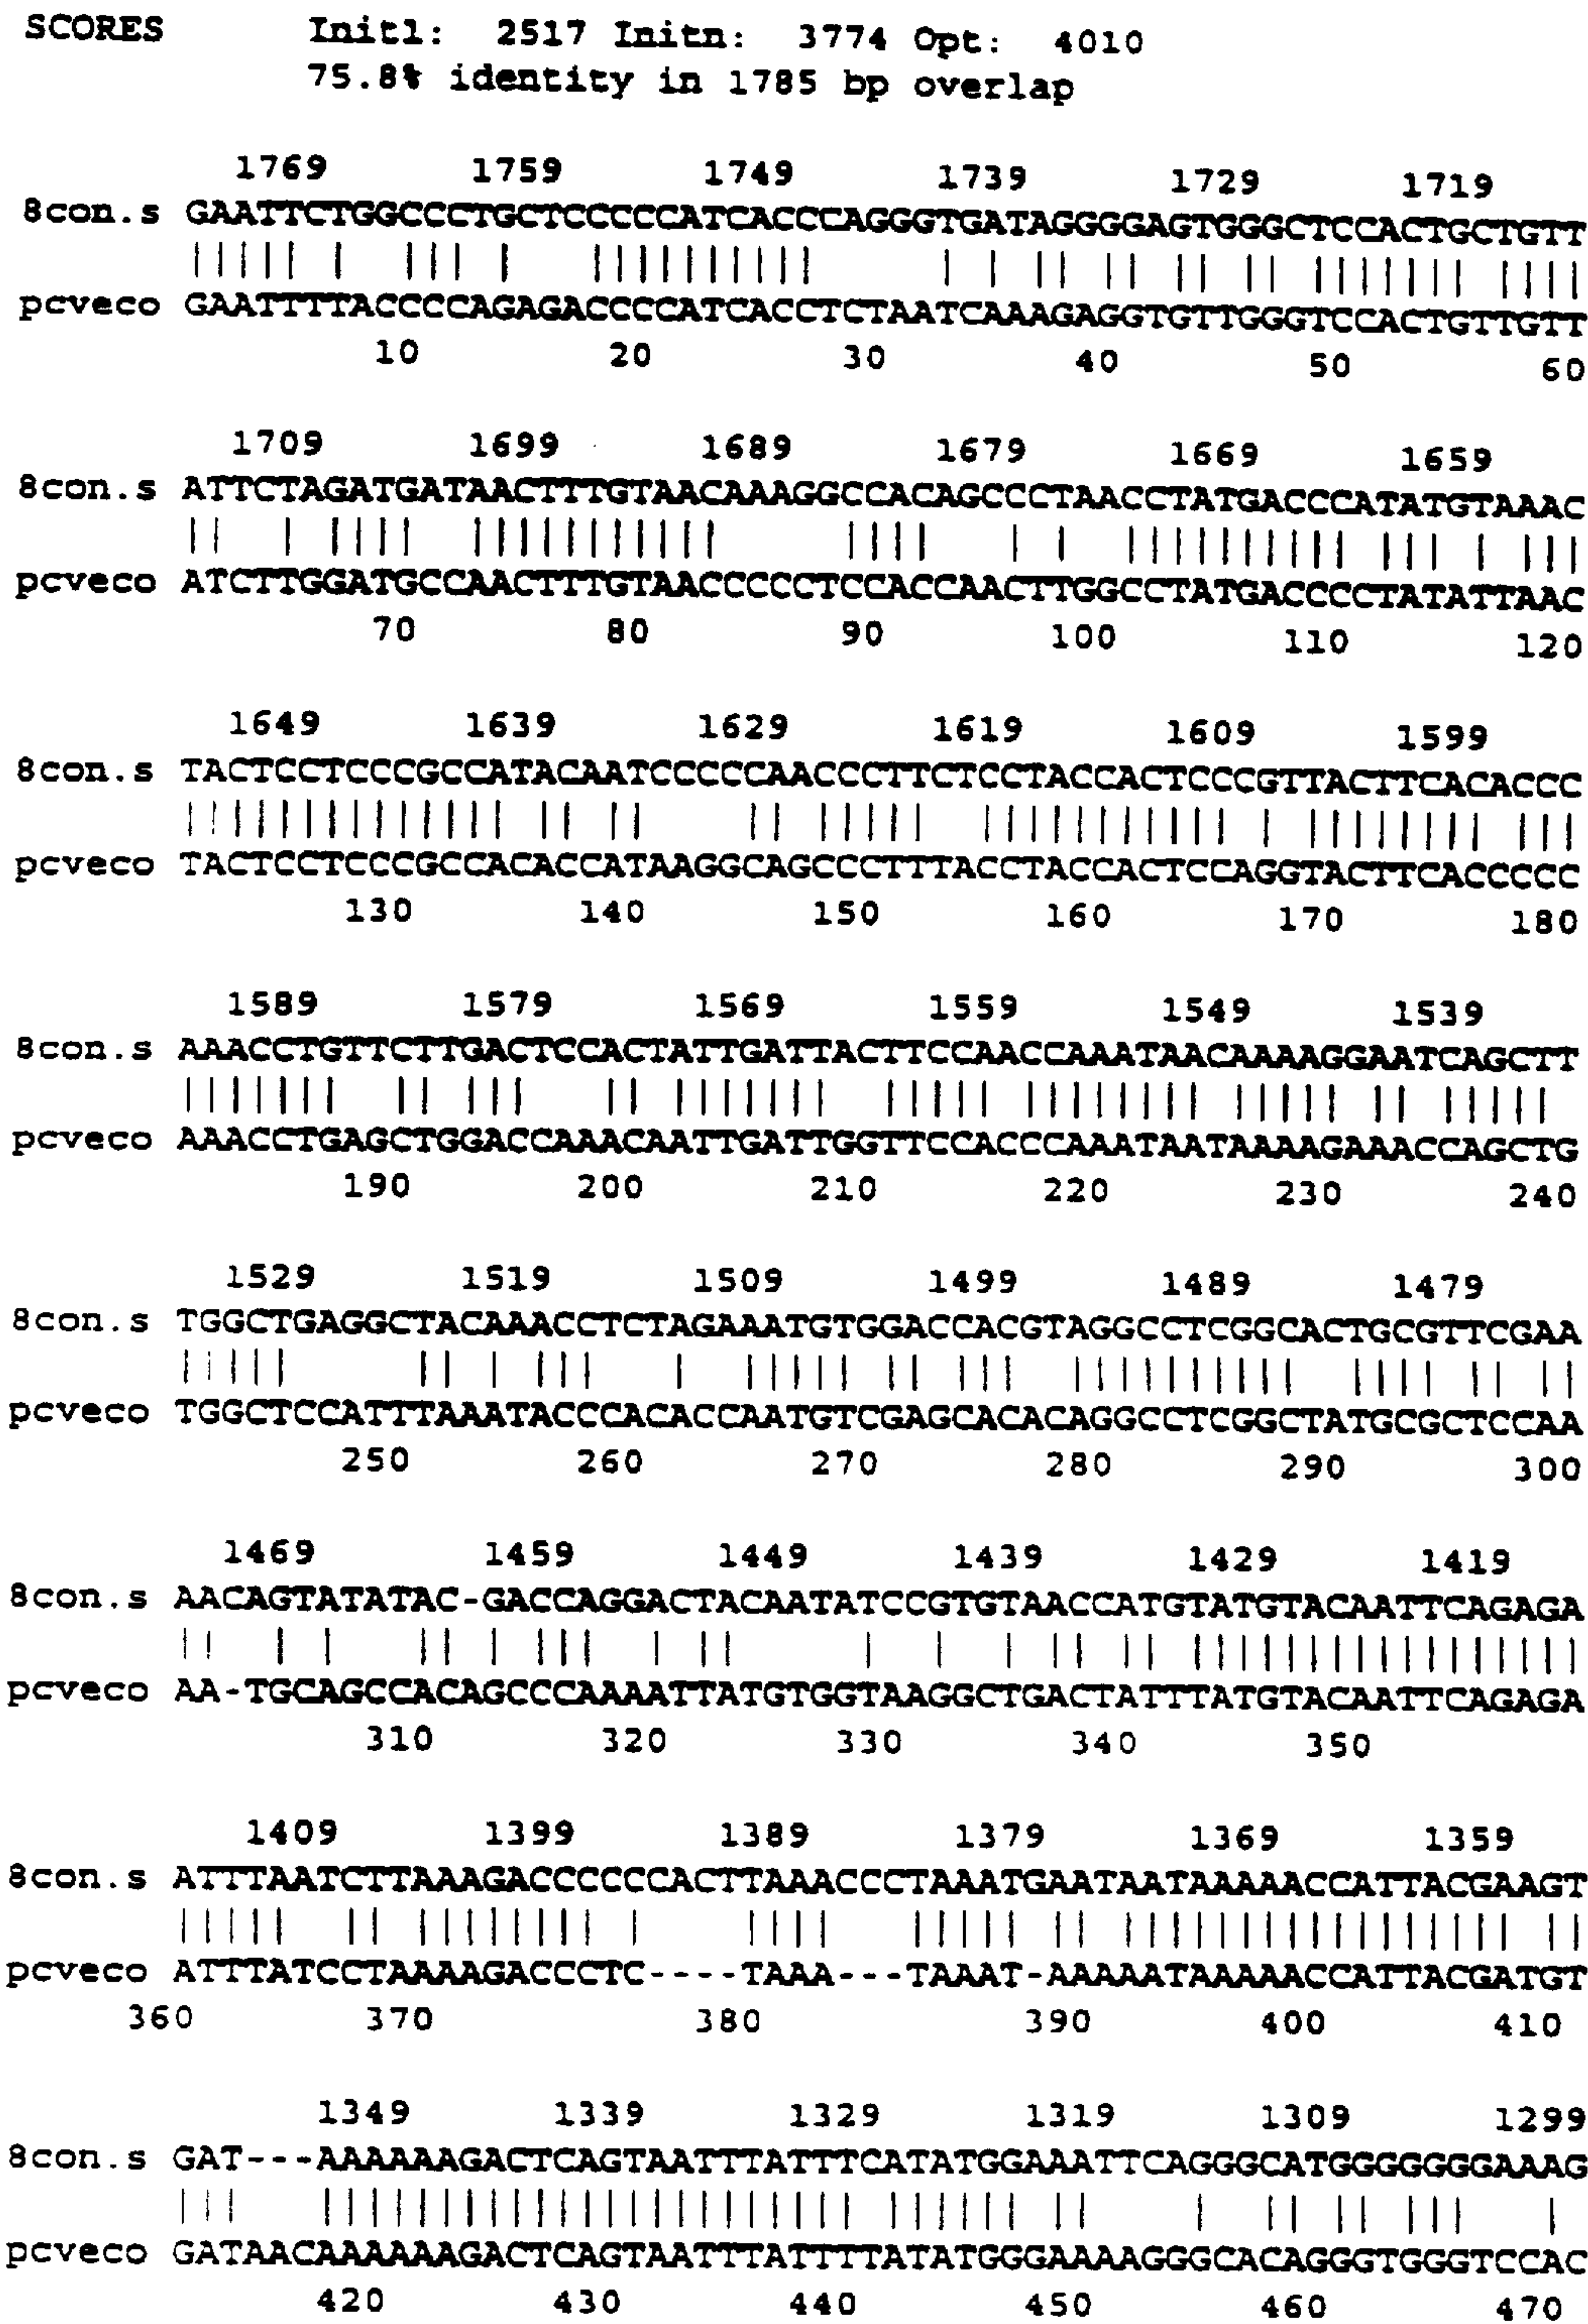 SCORES Init1: 2517 Initn: 3774 Opt: 4010
75.8% identity in 1785 bp overlap
1769 1759 1749 1739 1729 1719
8con.s GAATTCTGGCCCTGCTCCCCCATCACCCAGGGTGATAGGGGAGTGGGCTCCACTGCTGTT
pcveco GAATTTTACCCCAGAGACCCCATCACCTCTAATCAAAGAGGTGTTGGGTCCACTGTTGTT
10 20 30 40 50 60
1709 1699 1689 1679 1669 1659
8con.s ATTCTAGATGATAACTTTGTAACAAAGGCCACAGCCCTAACCTATGACCCATATGTAAAC
pcveco ATCTTGGATGCCAACTTTGTAACCCCCTCCACCAACTTGGCCTATGACCCCTATATTAAC
70 80 90 100 110 120
1649 1639 1629 1619 1609 1599
8con.s TACTCCTCCCGCCATACAATCCCCCAACCCTTCTCCTACCACTCCCGTTACTTCACACCC
pcveco TACTCCTCCCGCCACACCATAAGGCAGCCCTTTACCTACCACTCCAGGTACTTCACCCCC
130 140 150 160 170 180
1589 1579 1569 1559 1549 1539
8con.s AAACCTGTTCTTGACTCCACTATTGATTACTTCCAACCAAATAACAAAAGGAATCAGCTT
pcveco AAACCTGAGCTGGACCAAACAATTGATTGGTTCCACCCAAATAATAAAAGAAACCAGCTG
190 200 210 220 230 240
1529 1519 1509 1499 1489 1479
8con.s TGGCTGAGGCTACAAACCTCTAGAAATGTGGACCACGTAGGCCTCGGCACTGCGTTCGAA
pcveco TGGCTCCATTTAAATACCCACACCAATGTCGAGCACACAGGCCTCGGCTATGCGCTCCAA
250 260 270 280 290 300
1469 1459 1449 1439 1429 1419
8con.s AACAGTATATAC-GACCAGGACTACAATATCCGTGTAACCATGTATGTACAATTCAGAGA
pcveco AA-TGCAGCCACAGCCCAAAATTATGTGGTAAGGCTGACTATTTATGTACAATTCAGAGA
310 320 330 340 350
1409 1399 1389 1379 1369 1359
8con.s ATTTAATCTTAAAGACCCCCCACTTAAACCCTAAATGAATAATAAAAACCATTACGAAGT
pcveco ATTTATCCTAAAAGACCCTC----TAAA---TAAAT-AAAAATAAAAACCATTACGATGT
360 370 380 390 400 410
1349 1339 1329 1319 1309 1299
8con.s GAT---AAAAAAGACTCAGTAATTTATTTCATATGGAAATTCAGGGCATGGGGGGGAAAG
pcveco GATAACAAAAAAGACTCAGTAATTTATTTTATATGGGAAAAGGGCACAGGGTGGGTCCAC
420 430 440 450 460 470